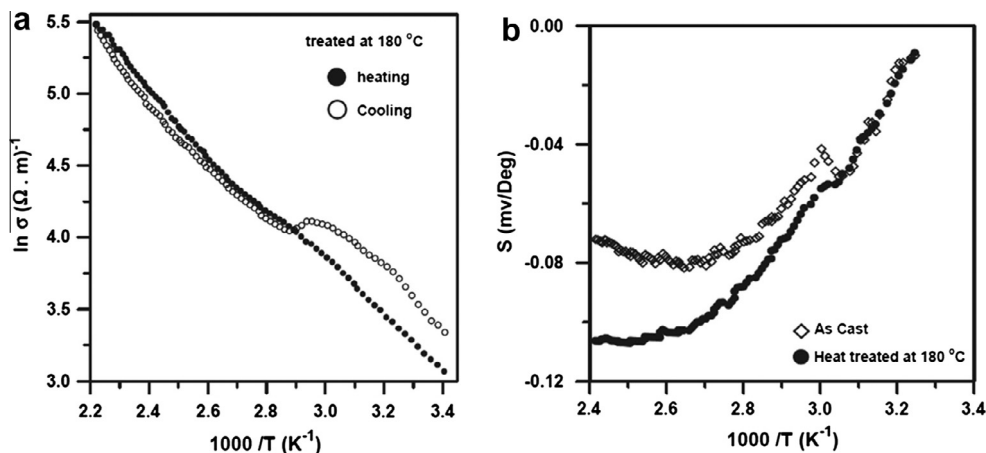 a
5.5
5.0
4.5
4.0
3.5
3.0
ln σ (Ω . m)⁻¹
treated at 180 °C
heating
Cooling
2.2 2.4 2.6 2.8 3.0 3.2 3.4
1000 /T (K⁻¹)
b
0.00
-0.04
-0.08
-0.12
S (mv/Deg)
As Cast
Heat treated at 180 °C
2.4 2.6 2.8 3.0 3.2 3.4
1000 /T (K⁻¹)